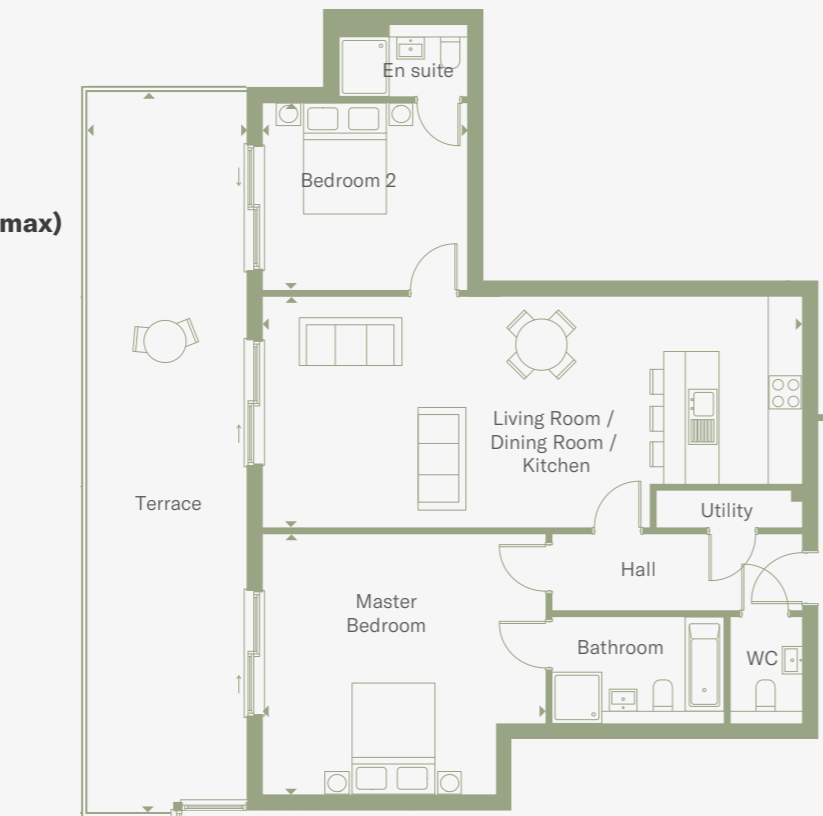 En suite
Bedroom 2
max)
Living Room /
Dining Room /
Kitchen
Terrace
Utility
Hall
Master
Bedroom
Bathroom
WC